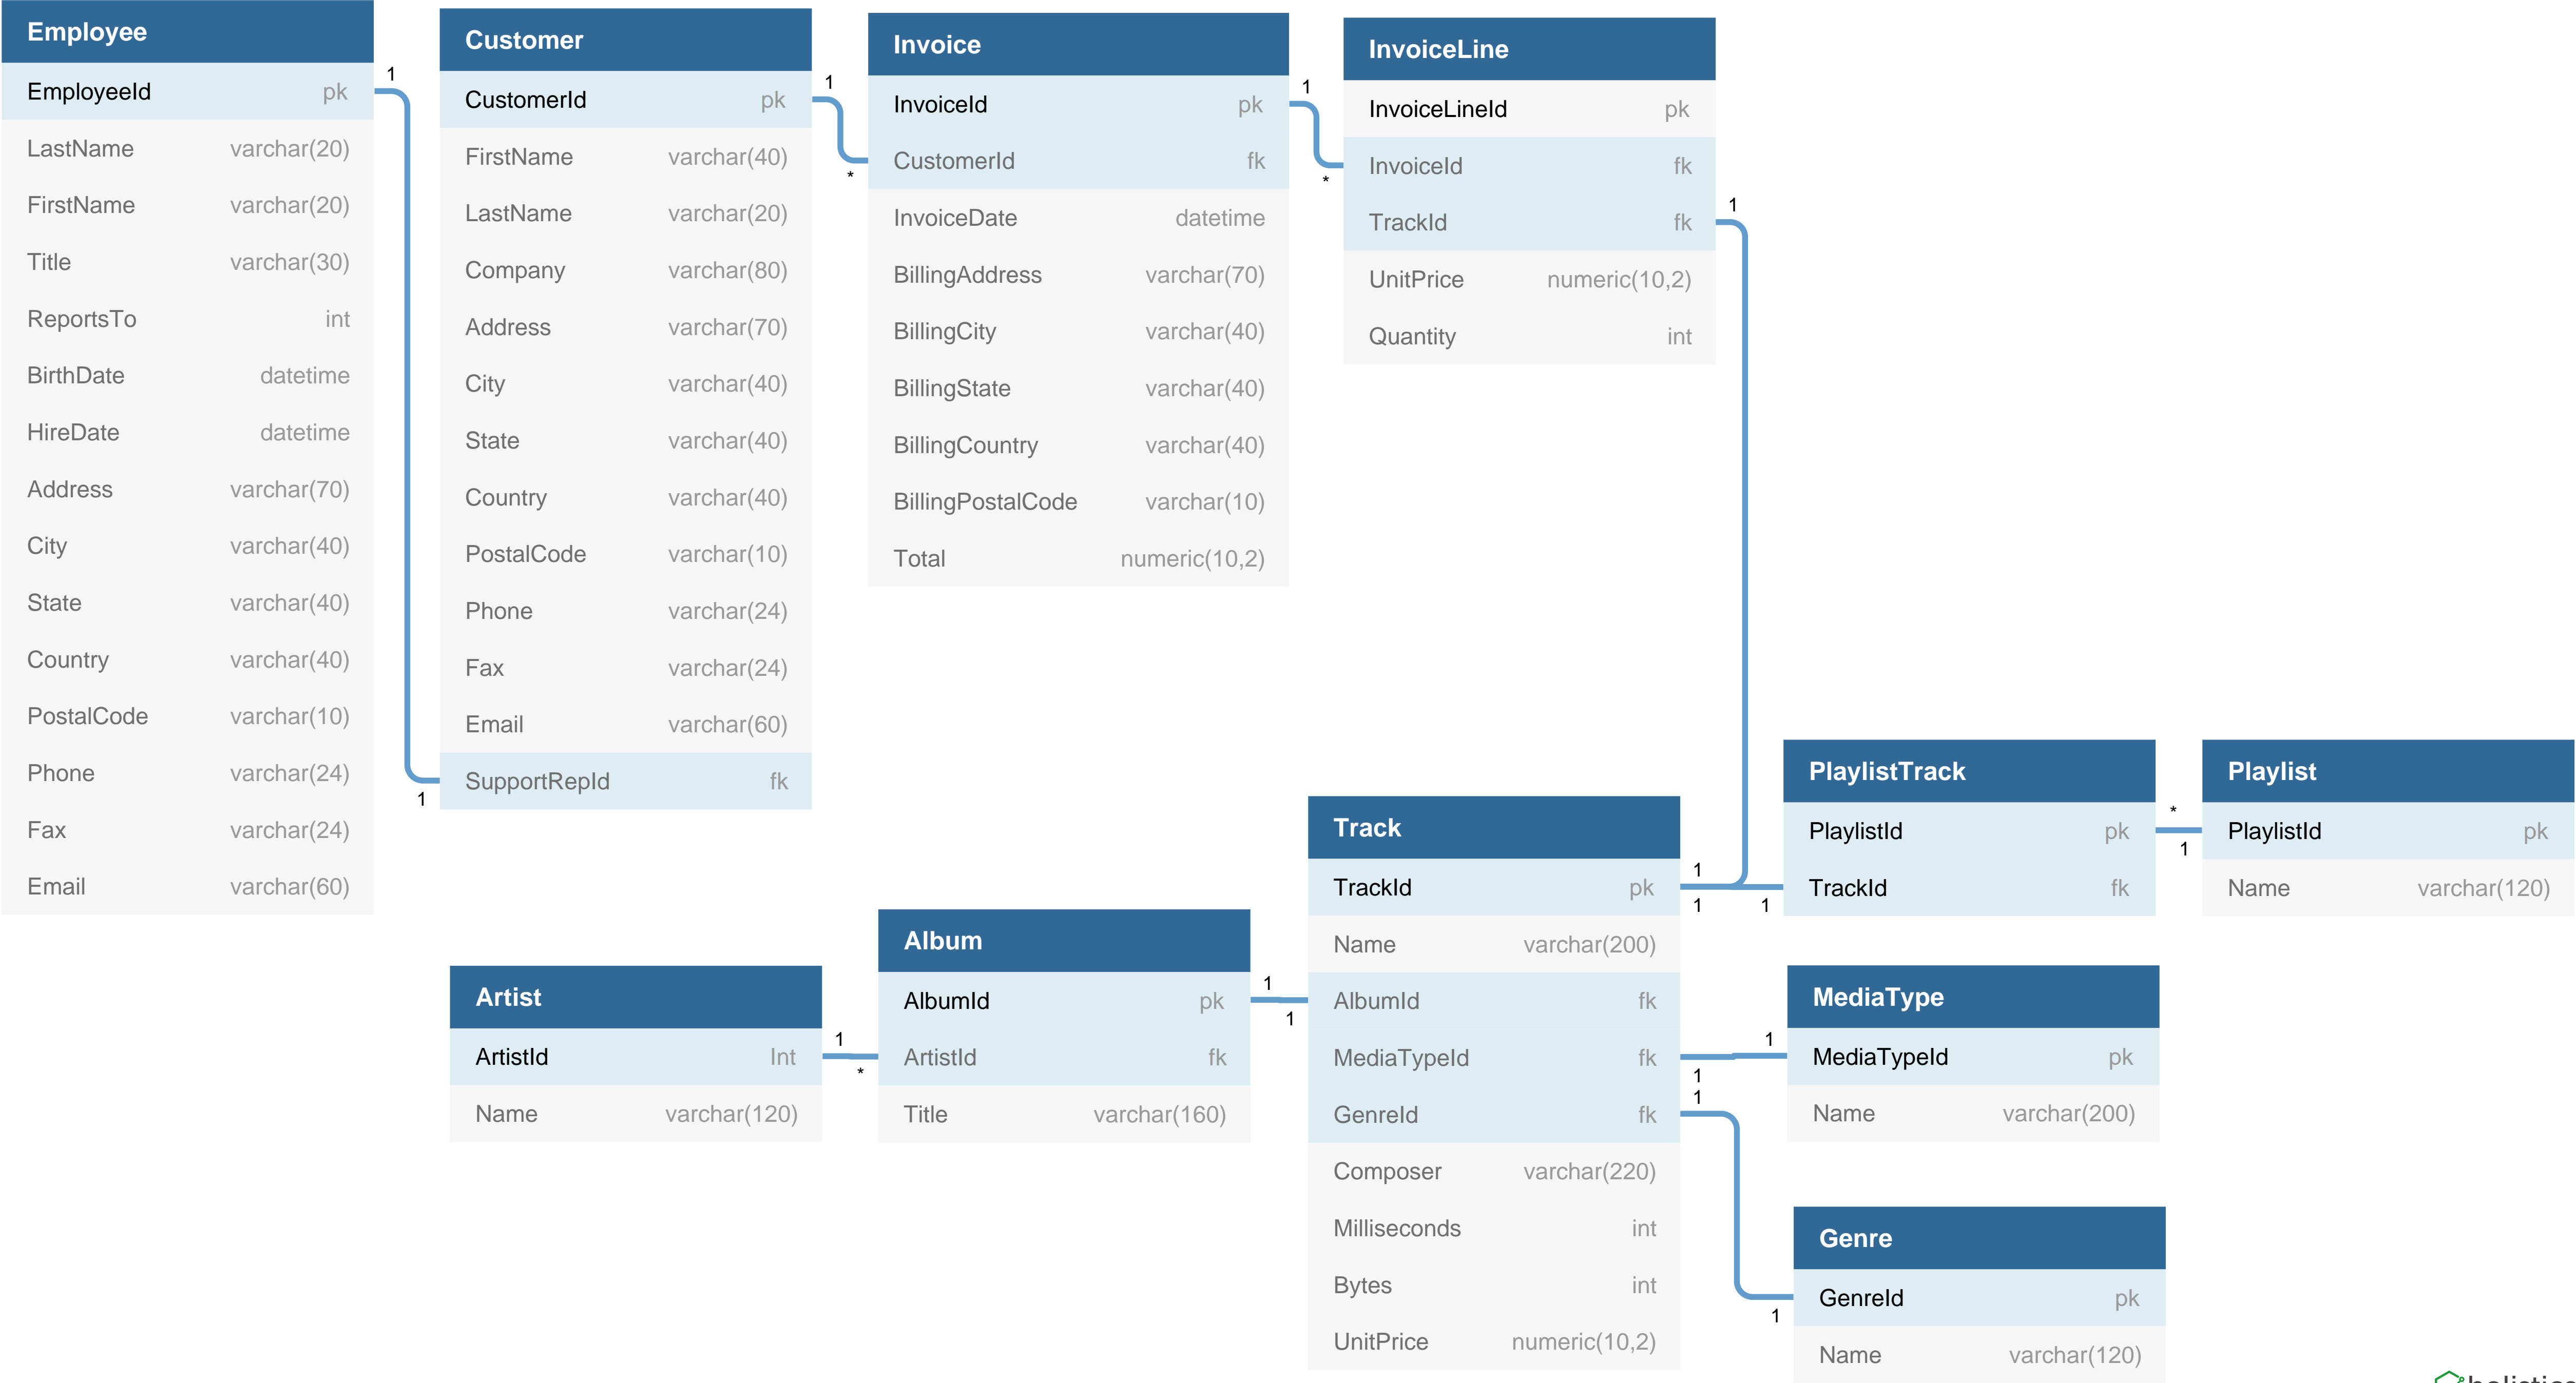 Employee
EmployeeId pk
LastName varchar(20)
FirstName varchar(20)
Title varchar(30)
ReportsTo int
BirthDate datetime
HireDate datetime
Address varchar(70)
City varchar(40)
State varchar(40)
Country varchar(40)
PostalCode varchar(10)
Phone varchar(24)
Fax varchar(24)
Email varchar(60)
1
1
Customer
CustomerId pk
FirstName varchar(40)
LastName varchar(20)
Company varchar(80)
Address varchar(70)
City varchar(40)
State varchar(40)
Country varchar(40)
PostalCode varchar(10)
Phone varchar(24)
Fax varchar(24)
Email varchar(60)
SupportRepId fk
1
*
Invoice
InvoiceId pk
CustomerId fk
InvoiceDate datetime
BillingAddress varchar(70)
BillingCity varchar(40)
BillingState varchar(40)
BillingCountry varchar(40)
BillingPostalCode varchar(10)
Total numeric(10,2)
1
*
InvoiceLine
InvoiceLineId pk
InvoiceId fk
TrackId fk
UnitPrice numeric(10,2)
Quantity int
1
Artist
ArtistId Int
Name varchar(120)
1
*
Album
AlbumId pk
ArtistId fk
Title varchar(160)
1
1
Track
TrackId pk
Name varchar(200)
AlbumId fk
MediaTypeId fk
GenreId fk
Composer varchar(220)
Milliseconds int
Bytes int
UnitPrice numeric(10,2)
1
1
1
PlaylistTrack
PlaylistId pk
TrackId fk
*
1
Playlist
PlaylistId pk
Name varchar(120)
1
1
MediaType
MediaTypeId pk
Name varchar(200)
1
1
Genre
GenreId pk
Name varchar(120)